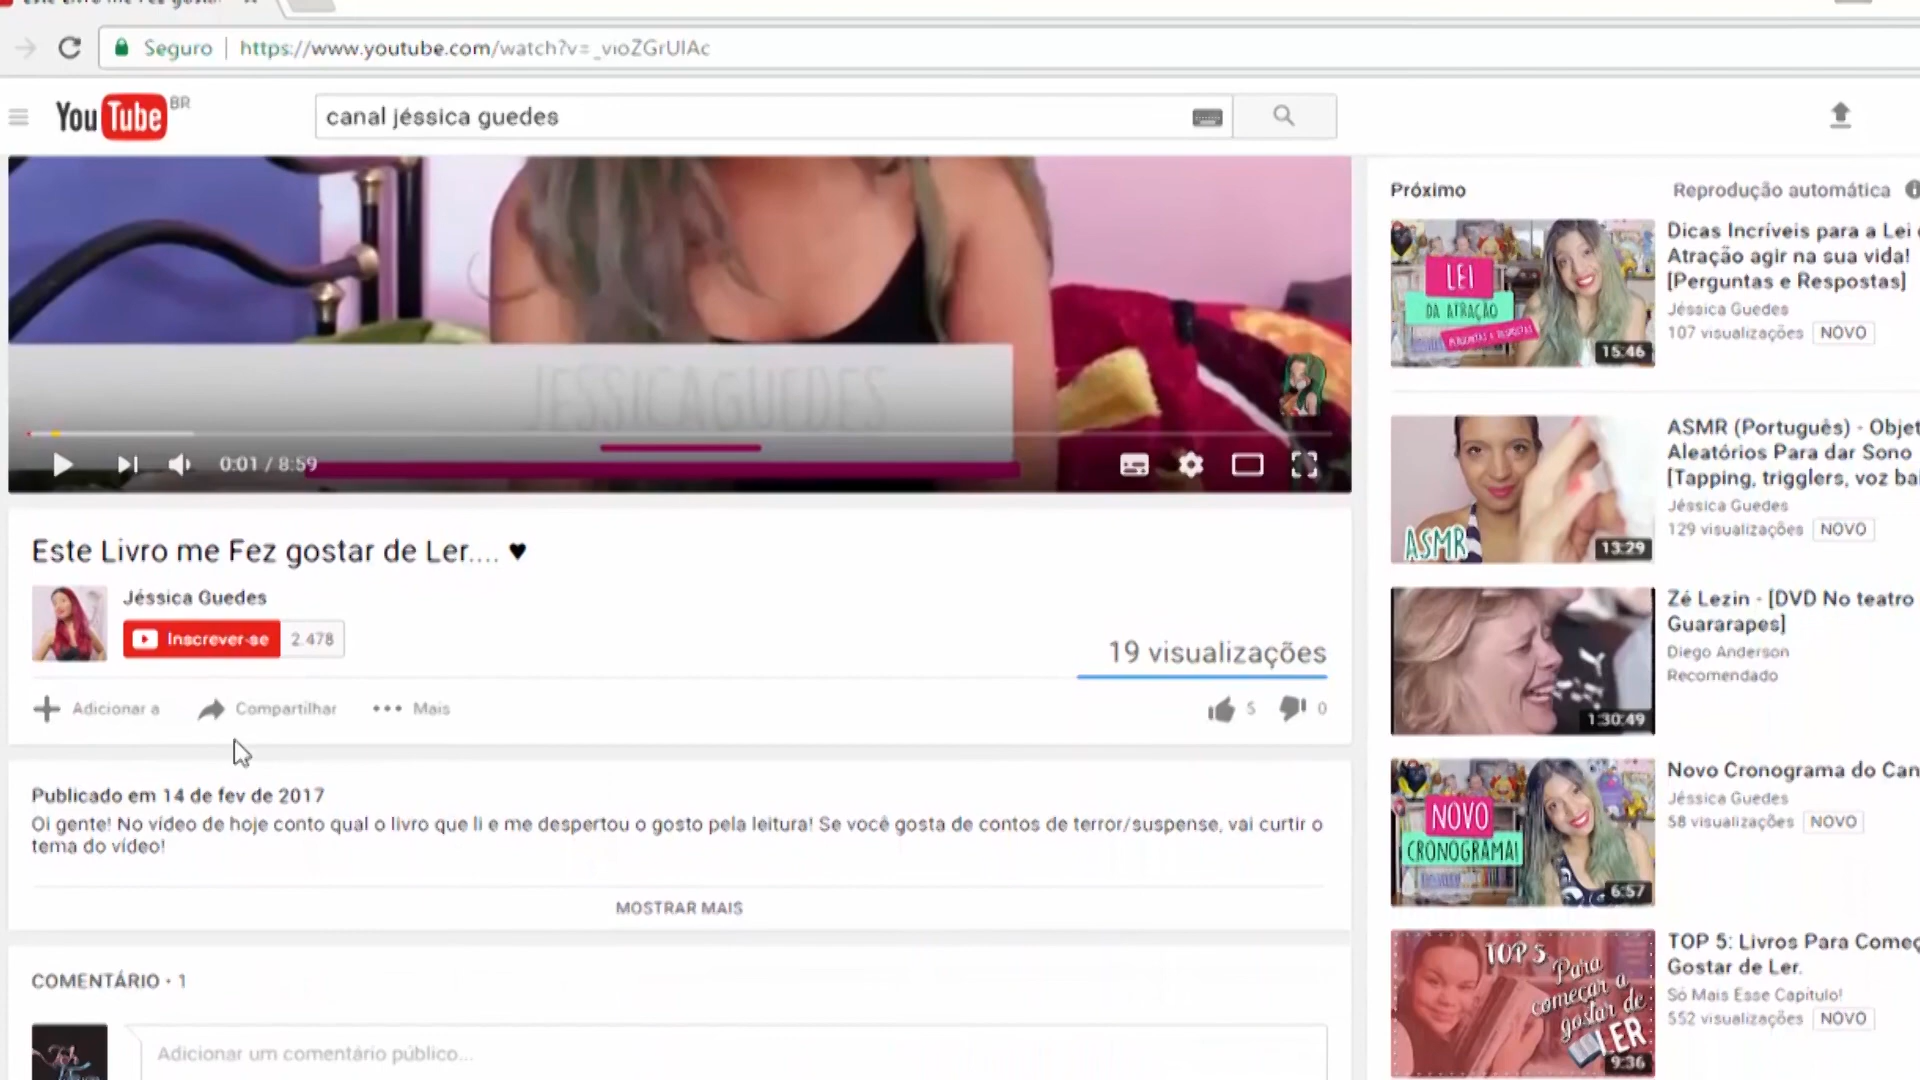 Seguro
https://www.youtube.com/watch?v=_vioZGrUIAc
YouTube BR
canal jéssica guedes
JESSICAGUEDES
0:01 / 8:59
Este Livro me Fez gostar de Ler.... ♥
Jéssica Guedes
Inscrever-se 2.478
19 visualizações
Adicionar a
Compartilhar
Mais
5
0
Publicado em 14 de fev de 2017
Oi gente! No vídeo de hoje conto qual o livro que li e me despertou o gosto pela leitura! Se você gosta de contos de terror/suspense, vai curtir o
tema do vídeo!
MOSTRAR MAIS
COMENTÁRIO • 1
Adicionar um comentário público...
Próximo
Reprodução automática
LEI
DA ATRAÇÃO
PERGUNTAS E RESPOSTAS
15:46
Dicas Incríveis para a Lei
Atração agir na sua vida!
[Perguntas e Respostas]
Jéssica Guedes
107 visualizações NOVO
ASMR
13:29
ASMR (Português) - Objet
Aleatórios Para dar Sono
[Tapping, trigglers, voz bai
Jéssica Guedes
129 visualizações NOVO
1:30:49
Zé Lezin - [DVD No teatro
Guararapes]
Diego Anderson
Recomendado
NOVO
CRONOGRAMA!
6:57
Novo Cronograma do Can
Jéssica Guedes
58 visualizações NOVO
TOP 5
Para
começar a
gostar de
LER
9:36
TOP 5: Livros Para Começ
Gostar de Ler.
Só Mais Esse Capítulo!
552 visualizações NOVO